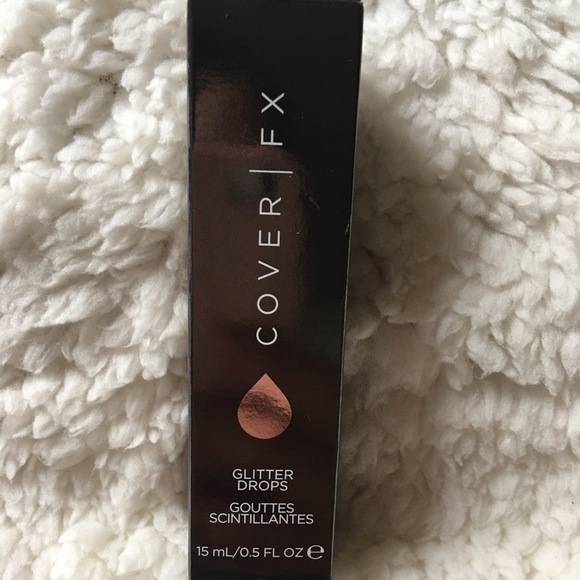 COVER|FX
GLITTER
DROPS
GOUTTES
SCINTILLANTES
15 mL/0.5 FL OZ ℮